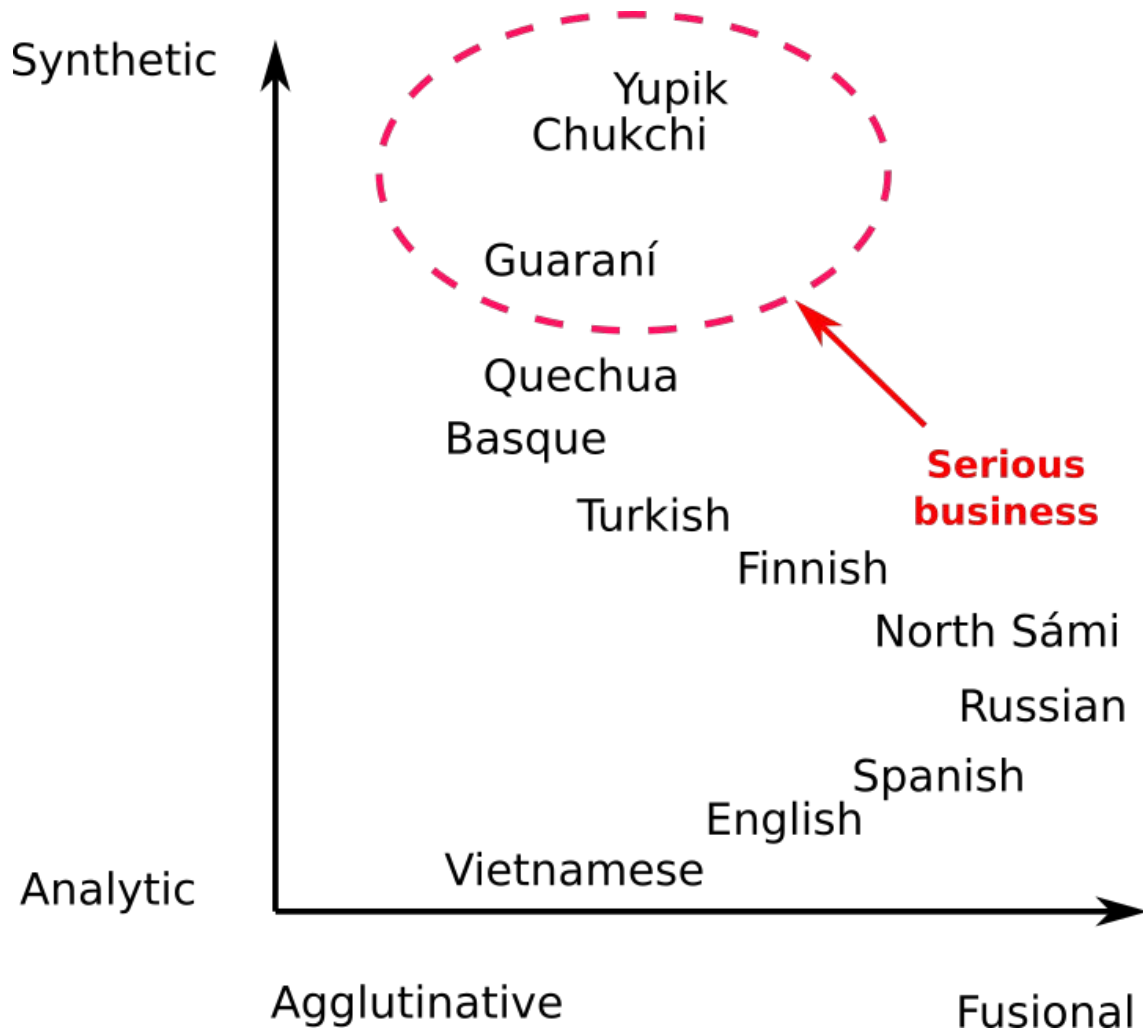 Synthetic
Yupik
Chukchi
Guaraní
Quechua
Basque
Serious
business
Turkish
Finnish
North Sámi
Russian
Spanish
English
Vietnamese
Analytic
Agglutinative
Fusional